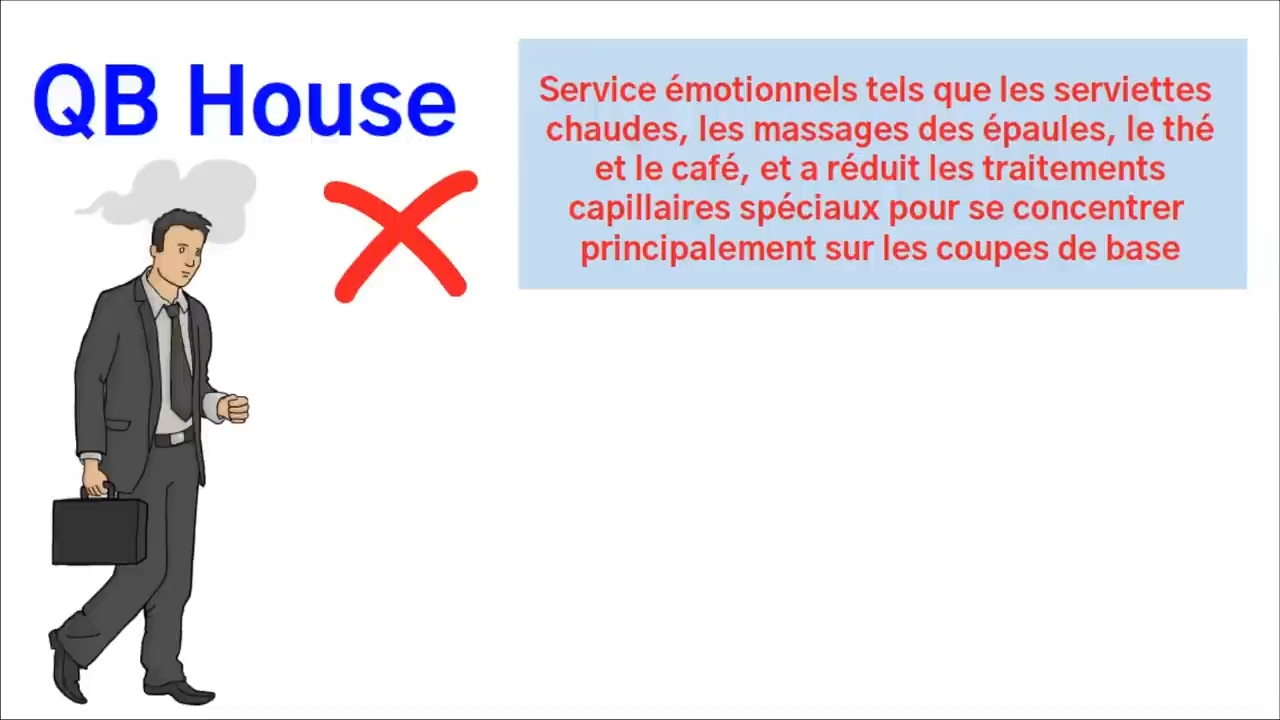 QB House
Service émotionnels tels que les serviettes
chaudes, les massages des épaules, le thé
et le café, et a réduit les traitements
capillaires spéciaux pour se concentrer
principalement sur les coupes de base